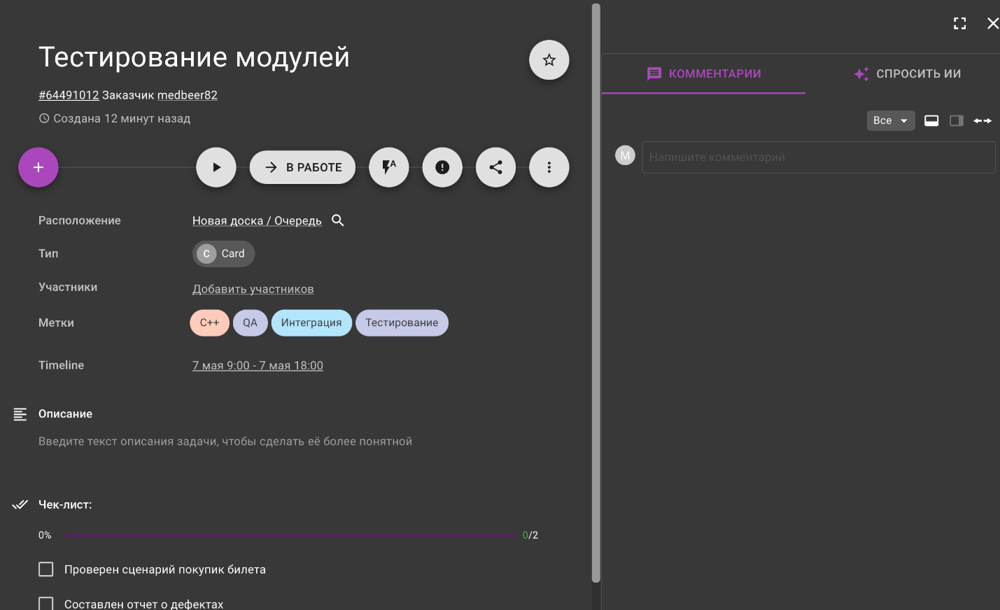 Тестирование модулей
#64491012 Заказчик medbeer82
Создана 12 минут назад
В РАБОТЕ
A
Расположение
Новая доска / Очередь
Тип
C Card
Участники
Добавить участников
Метки
C++ QA Интеграция Тестирование
Timeline
7 мая 9:00 - 7 мая 18:00
Описание
Введите текст описания задачи, чтобы сделать её более понятной
Чек-лист:
0% 0/2
Проверен сценарий покупик билета
Составлен отчет о дефектах
КОММЕНТАРИИ
СПРОСИТЬ ИИ
Все
M
Напишите комментарий